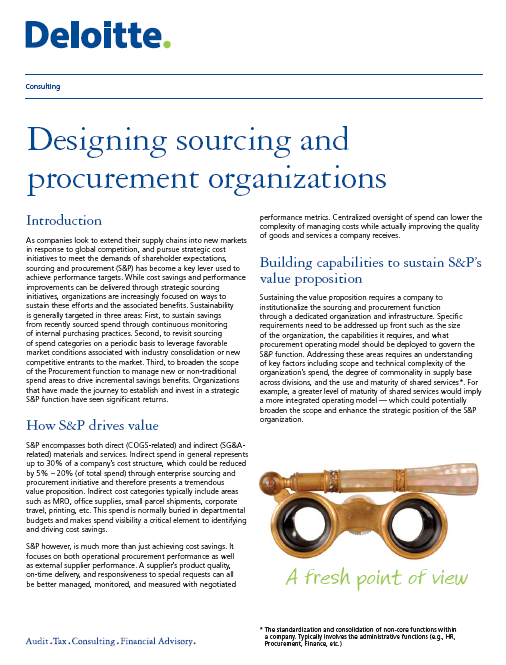 Deloitte.
Consulting
Designing sourcing and
procurement organizations
Introduction
As companies look to extend their supply chains into new markets
in response to global competition, and pursue strategic cost
initiatives to meet the demands of shareholder expectations,
sourcing and procurement (S&P) has become a key lever used to
achieve performance targets. While cost savings and performance
improvements can be delivered through strategic sourcing
initiatives, organizations are increasingly focused on ways to
sustain these efforts and the associated benefits. Sustainability
is generally targeted in three areas: First, to sustain savings
from recently sourced spend through continuous monitoring
of internal purchasing practices. Second, to revisit sourcing
of spend categories on a periodic basis to leverage favorable
market conditions associated with industry consolidation or new
competitive entrants to the market. Third, to broaden the scope
of the Procurement function to manage new or non-traditional
spend areas to drive incremental savings benefits. Organizations
that have made the journey to establish and invest in a strategic
S&P function have seen significant returns.
How S&P drives value
S&P encompasses both direct (COGS-related) and indirect (SG&A-
related) materials and services. Indirect spend in general represents
up to 30% of a company's cost structure, which could be reduced
by 5% – 20% (of total spend) through enterprise sourcing and
procurement initiative and therefore presents a tremendous
value proposition. Indirect cost categories typically include areas
such as MRO, office supplies, small parcel shipments, corporate
travel, printing, etc. This spend is normally buried in departmental
budgets and makes spend visibility a critical element to identifying
and driving cost savings.
S&P however, is much more than just achieving cost savings. It
focuses on both operational procurement performance as well
as external supplier performance. A supplier's product quality,
on-time delivery, and responsiveness to special requests can all
be better managed, monitored, and measured with negotiated
performance metrics. Centralized oversight of spend can lower the
complexity of managing costs while actually improving the quality
of goods and services a company receives.
Building capabilities to sustain S&P's
value proposition
Sustaining the value proposition requires a company to
institutionalize the sourcing and procurement function
through a dedicated organization and infrastructure. Specific
requirements need to be addressed up front such as the size
of the organization, the capabilities it requires, and what
procurement operating model should be deployed to govern the
S&P function. Addressing these areas requires an understanding
of key factors including scope and technical complexity of the
organization's spend, the degree of commonality in supply base
across divisions, and the use and maturity of shared services*. For
example, a greater level of maturity of shared services would imply
a more integrated operating model — which could potentially
broaden the scope and enhance the strategic position of the S&P
organization.
A fresh point of view
* The standardization and consolidation of non-core functions within
a company. Typically involves the administrative functions (e.g., HR,
Procurement, Finance, etc.)
Audit . Tax . Consulting . Financial Advisory.